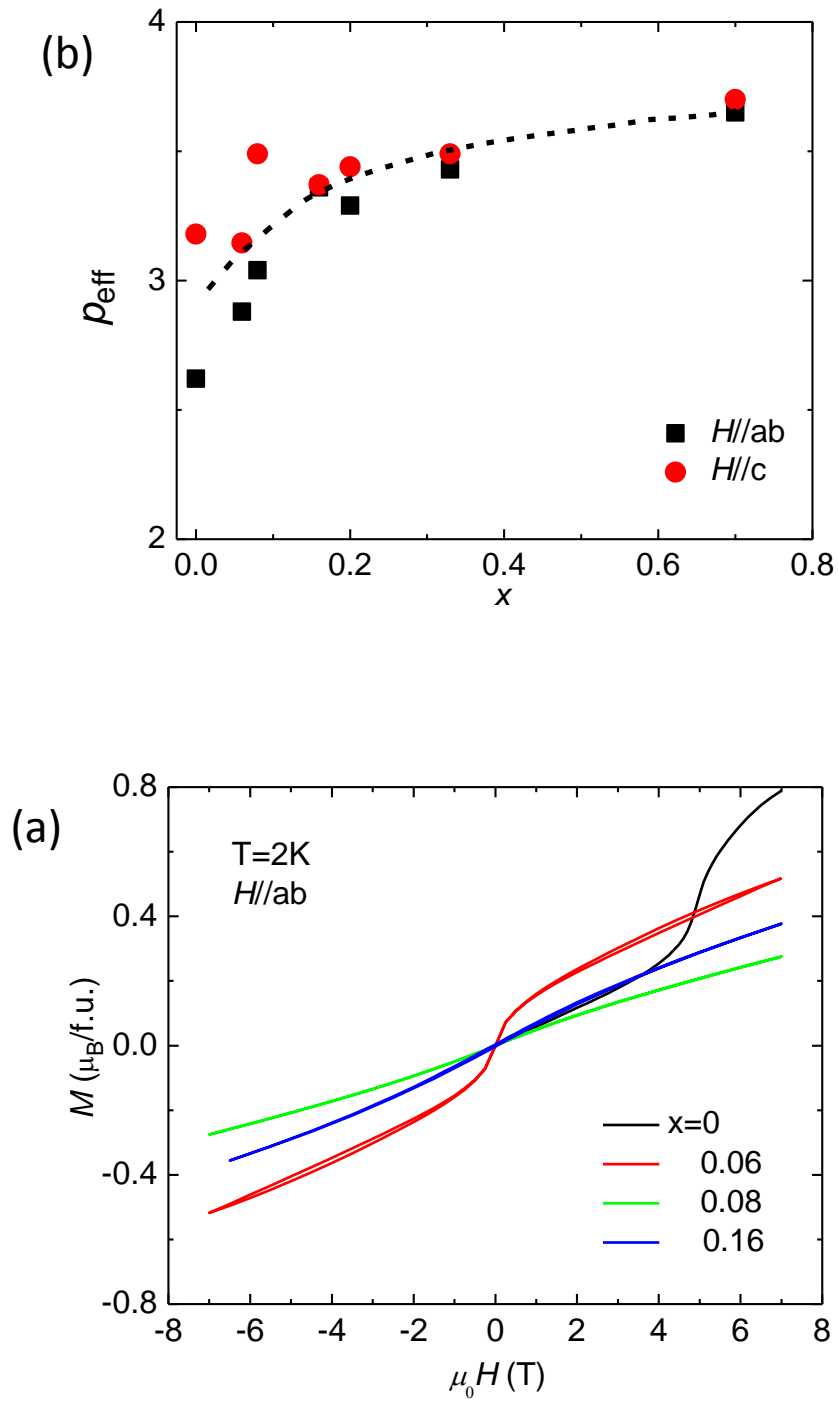 (b)
4
3
2
p_eff
H//ab
H//c
0.0 0.2 0.4 0.6 0.8
x
(a)
0.8
0.4
0.0
-0.4
-0.8
M (μ_B/f.u.)
T=2K
H//ab
x=0
0.06
0.08
0.16
-8 -6 -4 -2 0 2 4 6 8
μ_0H (T)